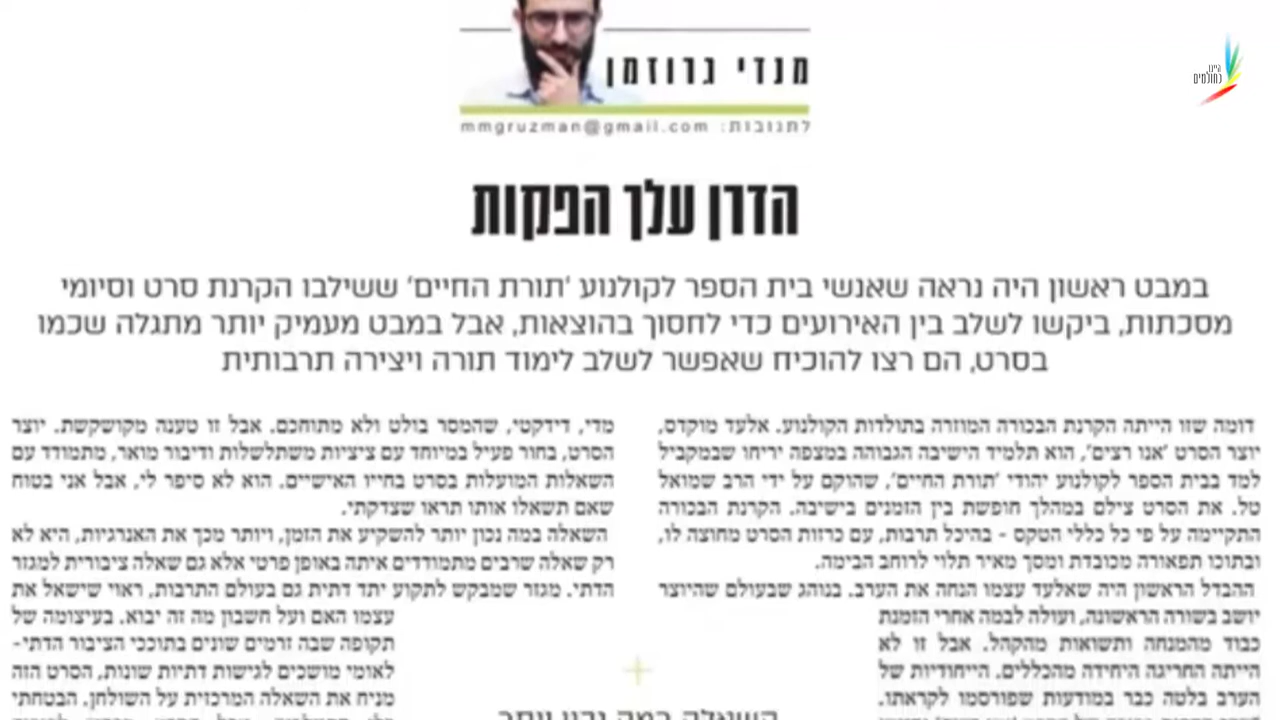 מנדי גרוזמן
לתגובות: mmgruzman@gmail.com
היינו
כחולמים
הדרן עלך הפקות
במבט ראשון היה נראה שאנשי בית הספר לקולנוע 'תורת החיים' ששילבו הקרנת סרט וסיומי
מסכתות, ביקשו לשלב בין האירועים כדי לחסוך בהוצאות, אבל במבט מעמיק יותר מתגלה שכמו
בסרט, הם רצו להוכיח שאפשר לשלב לימוד תורה ויצירה תרבותית
דומה שזו הייתה הקרנת הבכורה המוזרה בתולדות הקולנוע. אלעד מוקדס,
יוצר הסרט 'אנו רצים', הוא תלמיד הישיבה הגבוהה במצפה יריחו שבמקביל
למד בבית הספר לקולנוע יהודי 'תורת החיים', שהוקם על ידי הרב שמואל
טל. את הסרט צילם במהלך חופשת בין הזמנים בישיבה. הקרנת הבכורה
התקיימה על פי כל כללי הטקס - בהיכל תרבות, עם כרזות הסרט מחוצה לו,
ובתוכו תפאורה מכובדת ומסך מאיר תלוי לרוחב הבימה.
ההבדל הראשון היה שאלעד עצמו הנחה את הערב. בנוהג שבעולם שהיוצר
יושב בשורה הראשונה, ועולה לבמה אחרי הזמנת
כבוד מהמנחה ותשואות מהקהל. אבל זו לא
הייתה החריגה היחידה מהכללים. הייחודיות של
הערב בלטה כבר במודעות שפורסמו לקראתו.
מדי, דידקטי, שהמסר בולט ולא מתוחכם. אבל זו טענה מקושקשת. יוצר
הסרט, בחור פעיל במיוחד עם ציציות משתלשלות ודיבור מואר, מתמודד עם
השאלות המועלות בסרט בחייו האישיים. הוא לא סיפר לי, אבל אני בטוח
שאם תשאלו אותו תראו שצדקתי.
השאלה במה נכון יותר להשקיע את הזמן, ויותר מכך את האנרגיות, היא לא
רק שאלה שרבים מתמודדים איתה באופן פרטי אלא גם שאלה ציבורית למגזר
הדתי. מגזר שמבקש לתקוע יתד דתית גם בעולם התרבות, ראוי שישאל את
עצמו האם ועל חשבון מה זה יבוא. בעיצומה של
תקופה שבה זורמים שונים בתוככי הציבור הדתי-
לאומי מושכים לגישות דתיות שונות, הסרט הזה
מניח את השאלה המרכזית על השולחן. הבטחתי
השאלה במה נכון יותר